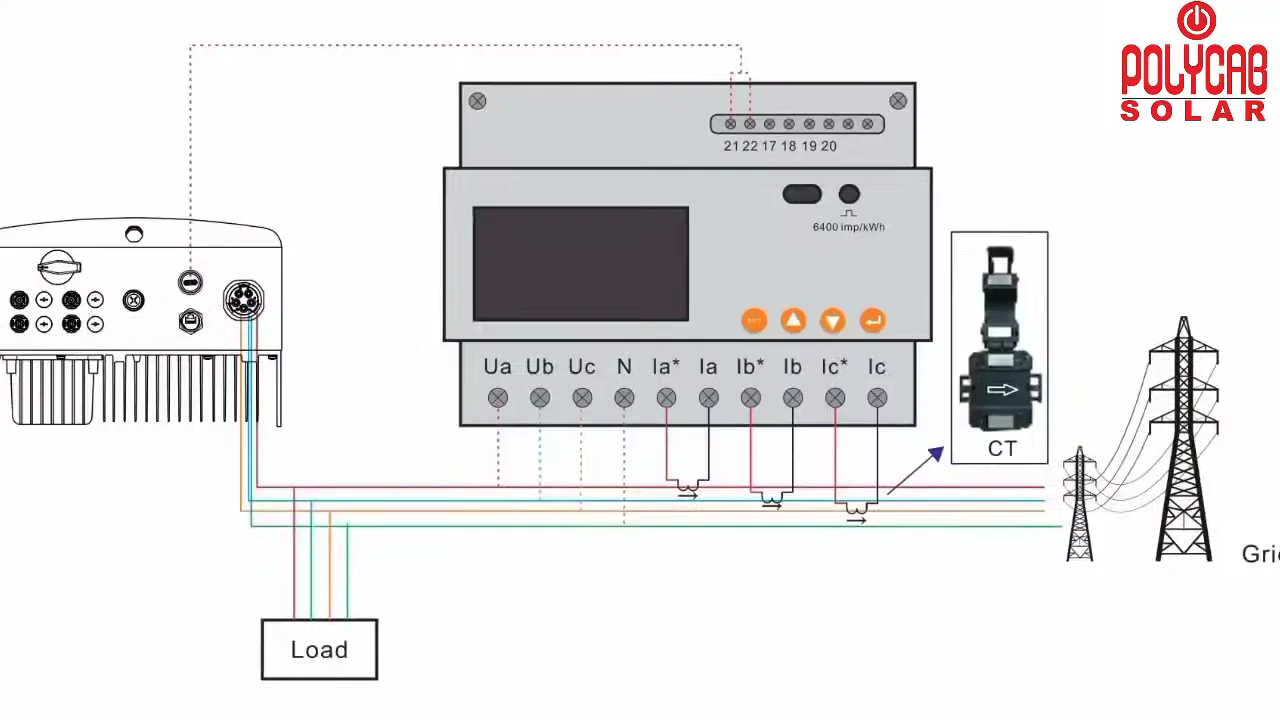 POLYCAB
SOLAR
21 22 17 18 19 20
6400 imp/kWh
Ua Ub Uc N Ia* Ia Ib* Ib Ic* Ic
CT
Load